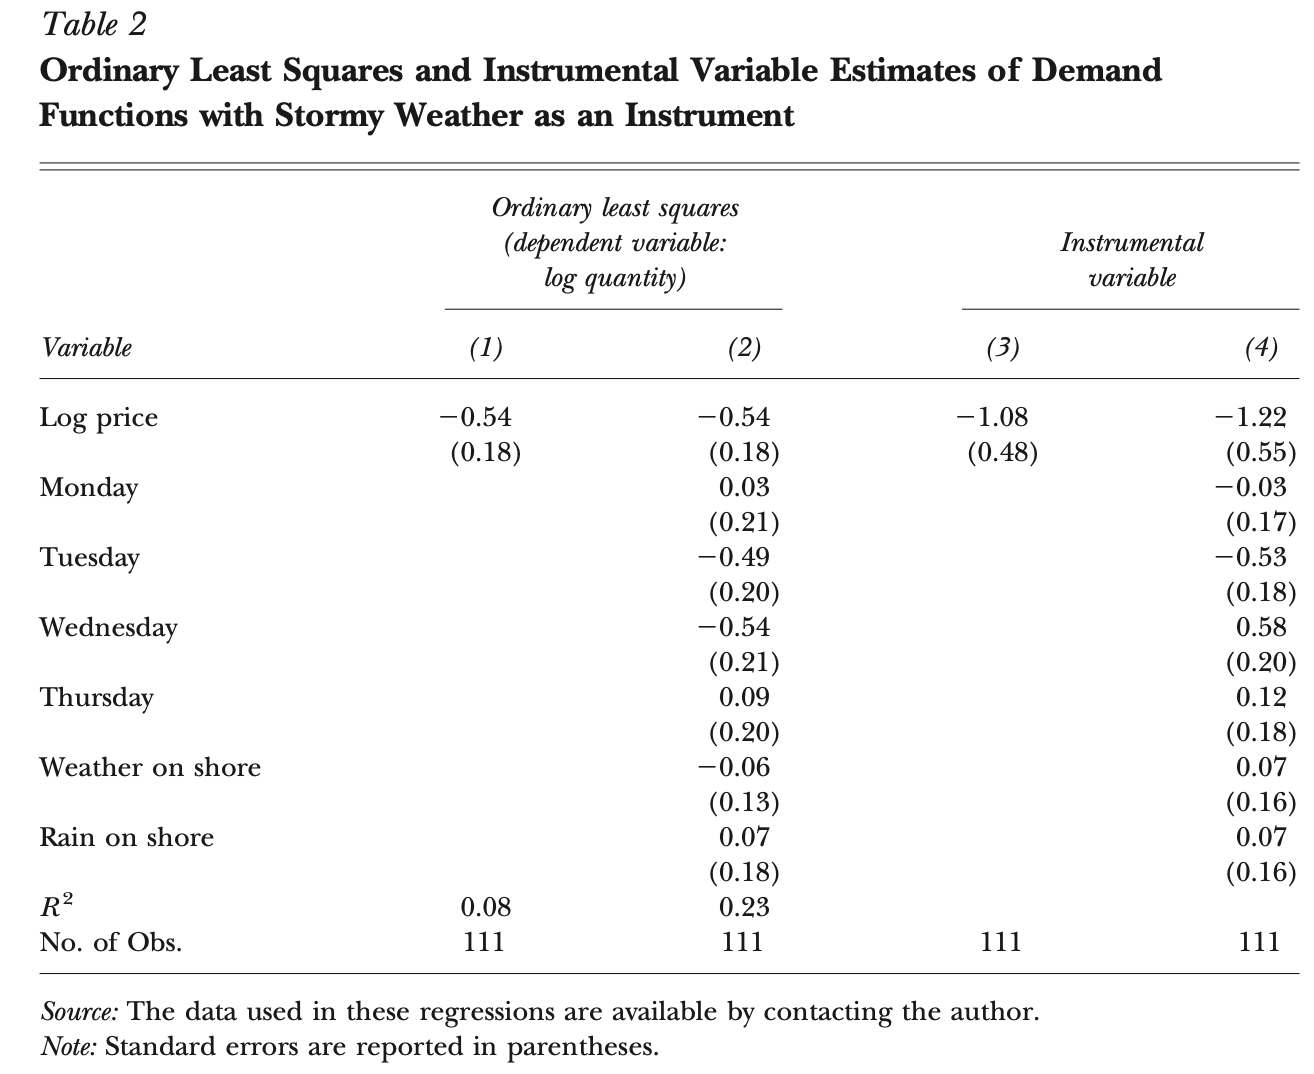 Table 2
Ordinary Least Squares and Instrumental Variable Estimates of Demand
Functions with Stormy Weather as an Instrument
Ordinary least squares
(dependent variable:
log quantity)
Instrumental
variable
Variable (1) (2) (3) (4)
Log price −0.54 −0.54 −1.08 −1.22
(0.18) (0.18) (0.48) (0.55)
Monday 0.03 −0.03
(0.21) (0.17)
Tuesday −0.49 −0.53
(0.20) (0.18)
Wednesday −0.54 0.58
(0.21) (0.20)
Thursday 0.09 0.12
(0.20) (0.18)
Weather on shore −0.06 0.07
(0.13) (0.16)
Rain on shore 0.07 0.07
(0.18) (0.16)
R² 0.08 0.23
No. of Obs. 111 111 111 111
Source: The data used in these regressions are available by contacting the author.
Note: Standard errors are reported in parentheses.